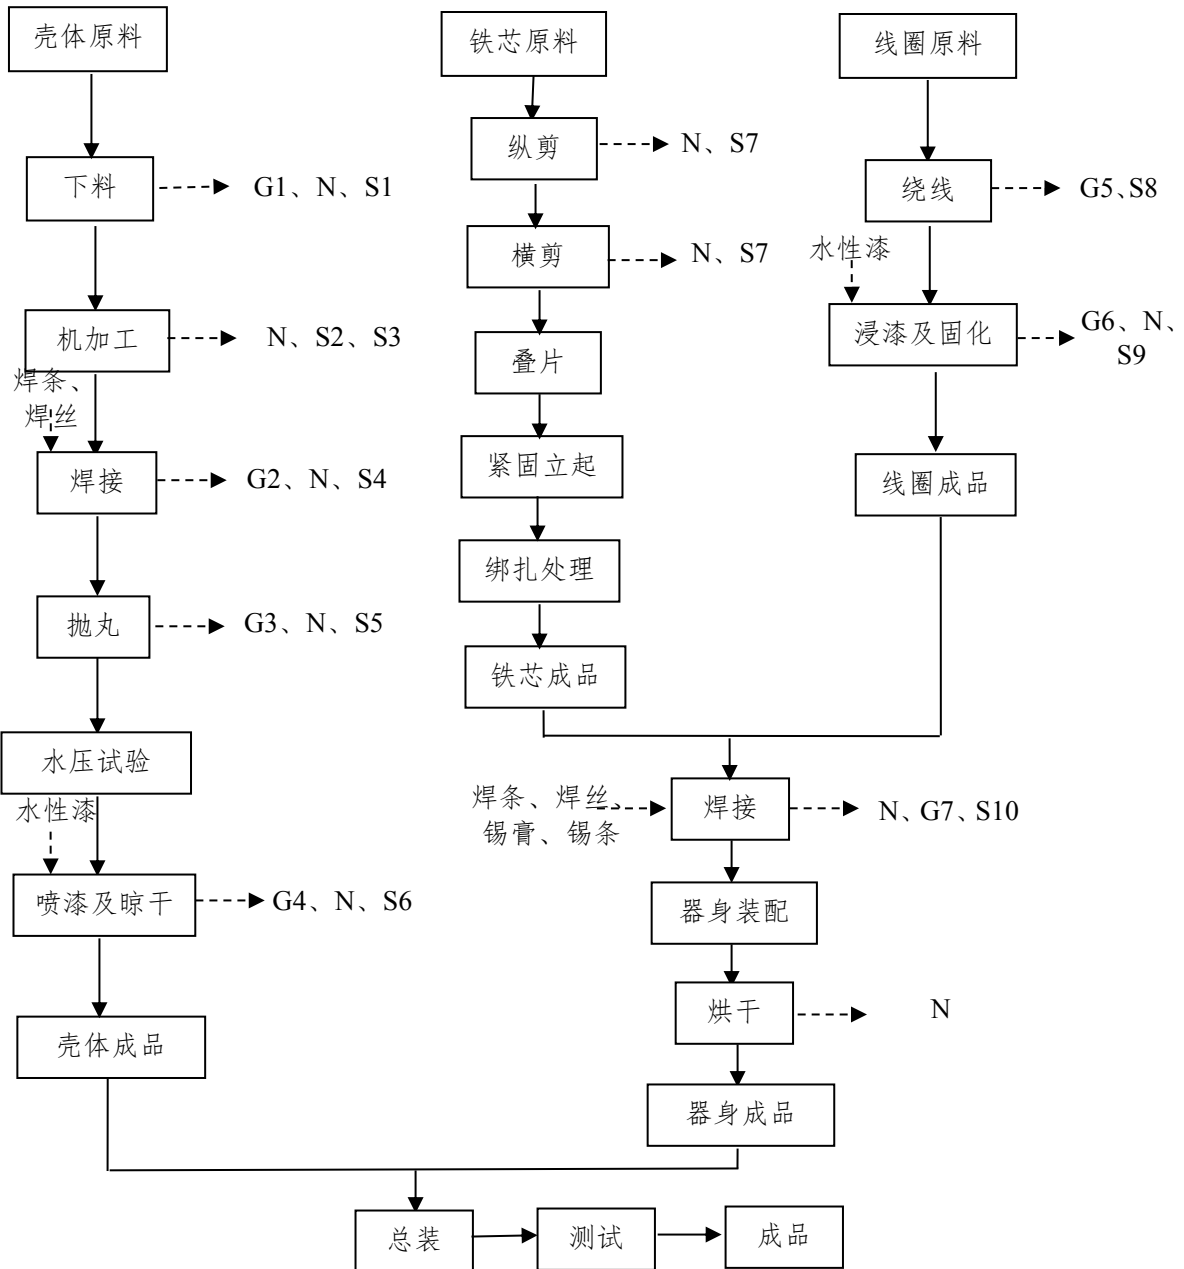 壳体原料
铁芯原料
线圈原料
纵剪
N、S7
下料
G1、N、S1
绕线
G5、S8
横剪
N、S7
水性漆
机加工
N、S2、S3
浸漆及固化
G6、N、
S9
叠片
焊条、
焊丝
紧固立起
焊接
G2、N、S4
线圈成品
绑扎处理
抛丸
G3、N、S5
铁芯成品
水压试验
水性漆
焊条、焊丝、
锡膏、锡条
焊接
N、G7、S10
喷漆及晾干
G4、N、S6
器身装配
烘干
N
壳体成品
器身成品
总装
测试
成品